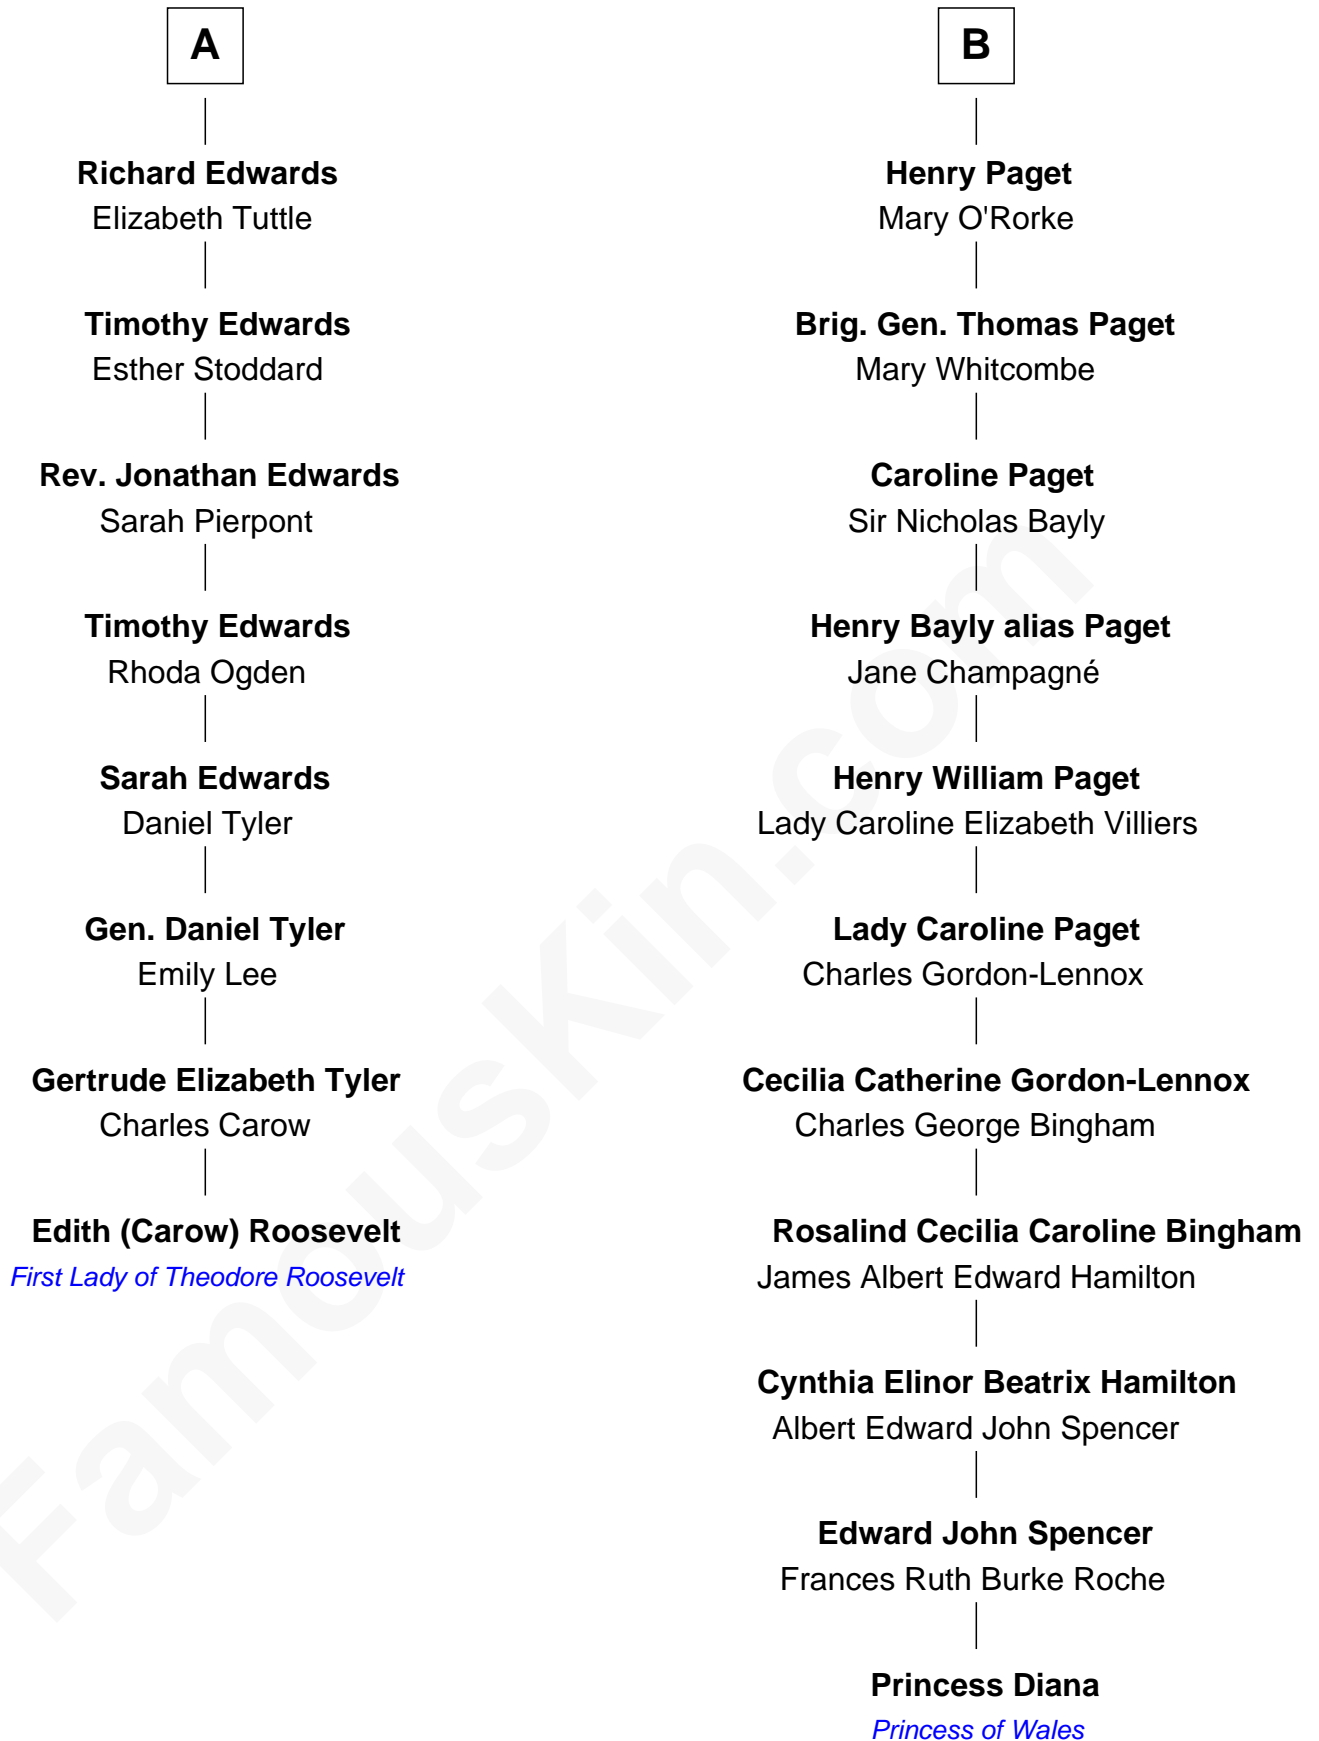 A
Richard Edwards
Elizabeth Tuttle
Timothy Edwards
Esther Stoddard
Rev. Jonathan Edwards
Sarah Pierpont
Timothy Edwards
Rhoda Ogden
Sarah Edwards
Daniel Tyler
Gen. Daniel Tyler
Emily Lee
Gertrude Elizabeth Tyler
Charles Carow
Edith (Carow) Roosevelt
First Lady of Theodore Roosevelt
B
Henry Paget
Mary O'Rorke
Brig. Gen. Thomas Paget
Mary Whitcombe
Caroline Paget
Sir Nicholas Bayly
Henry Bayly alias Paget
Jane Champagné
Henry William Paget
Lady Caroline Elizabeth Villiers
Lady Caroline Paget
Charles Gordon-Lennox
Cecilia Catherine Gordon-Lennox
Charles George Bingham
Rosalind Cecilia Caroline Bingham
James Albert Edward Hamilton
Cynthia Elinor Beatrix Hamilton
Albert Edward John Spencer
Edward John Spencer
Frances Ruth Burke Roche
Princess Diana
Princess of Wales
FamousKin.com